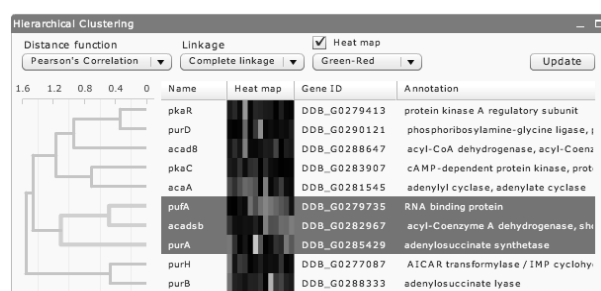 Hierarchical Clustering
Distance function Linkage Heat map
Pearson's Correlation Complete linkage Green-Red Update
1.6 1.2 0.8 0.4 0 Name Heat map Gene ID Annotation
pkaR DDB_G0279413 protein kinase A regulatory subunit
purD DDB_G0290121 phosphoribosylamine-glycine ligase,
acad8 DDB_G0288647 acyl-CoA dehydrogenase, acyl-Coenz
pkaC DDB_G0283907 cAMP-dependent protein kinase, prot
acaA DDB_G0281545 adenylyl cyclase, adenylate cyclase
pufA DDB_G0279735 RNA binding protein
acadsb DDB_G0282967 acyl-Coenzyme A dehydrogenase, sho
purA DDB_G0285429 adenylosuccinate synthetase
purH DDB_G0277087 AICAR transformylase / IMP cyclohy
purB DDB_G0288333 adenylosuccinate lyase